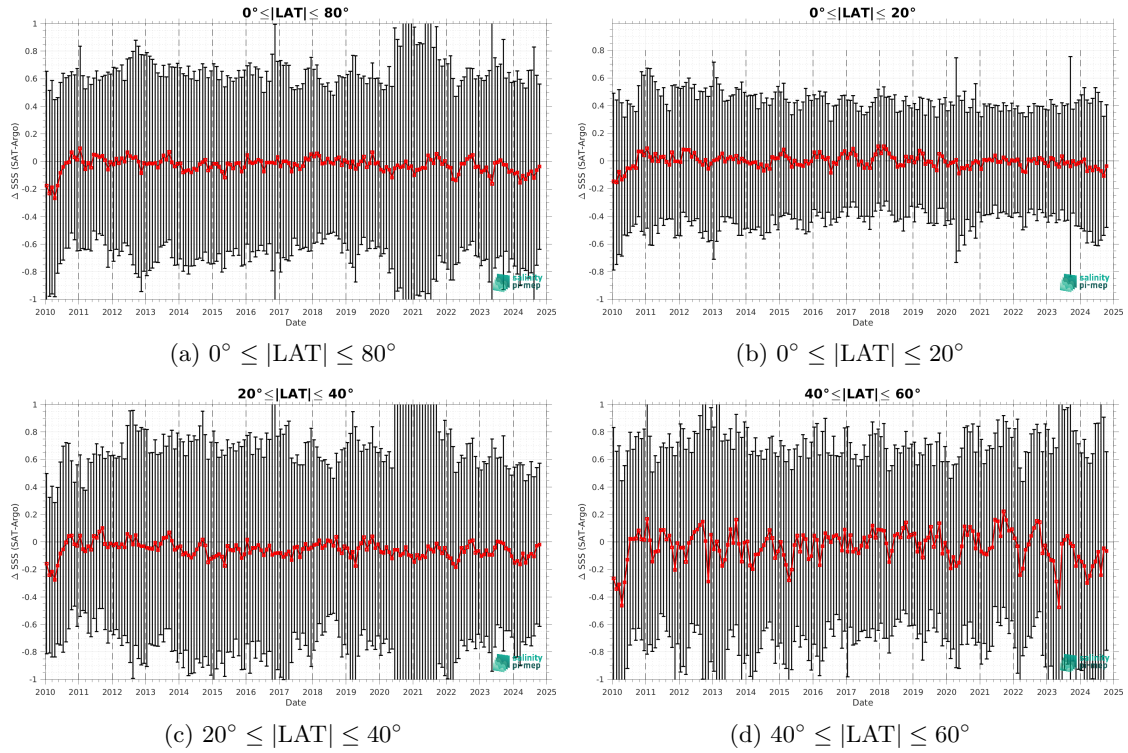 0°≤|LAT|≤ 80°
1
0.8
0.6
0.4
0.2
0
-0.2
-0.4
-0.6
-0.8
-1
Δ SSS (SAT-Argo)
2010 2011 2012 2013 2014 2015 2016 2017 2018 2019 2020 2021 2022 2023 2024 2025
Date
salinity
pi-mep
(a) 0° ≤ |LAT| ≤ 80°
0°≤|LAT|≤ 20°
1
0.8
0.6
0.4
0.2
0
-0.2
-0.4
-0.6
-0.8
-1
Δ SSS (SAT-Argo)
2010 2011 2012 2013 2014 2015 2016 2017 2018 2019 2020 2021 2022 2023 2024 2025
Date
salinity
pi-mep
(b) 0° ≤ |LAT| ≤ 20°
20°≤|LAT|≤ 40°
1
0.8
0.6
0.4
0.2
0
-0.2
-0.4
-0.6
-0.8
-1
Δ SSS (SAT-Argo)
2010 2011 2012 2013 2014 2015 2016 2017 2018 2019 2020 2021 2022 2023 2024 2025
Date
salinity
pi-mep
(c) 20° ≤ |LAT| ≤ 40°
40°≤|LAT|≤ 60°
1
0.8
0.6
0.4
0.2
0
-0.2
-0.4
-0.6
-0.8
-1
Δ SSS (SAT-Argo)
2010 2011 2012 2013 2014 2015 2016 2017 2018 2019 2020 2021 2022 2023 2024 2025
Date
salinity
pi-mep
(d) 40° ≤ |LAT| ≤ 60°